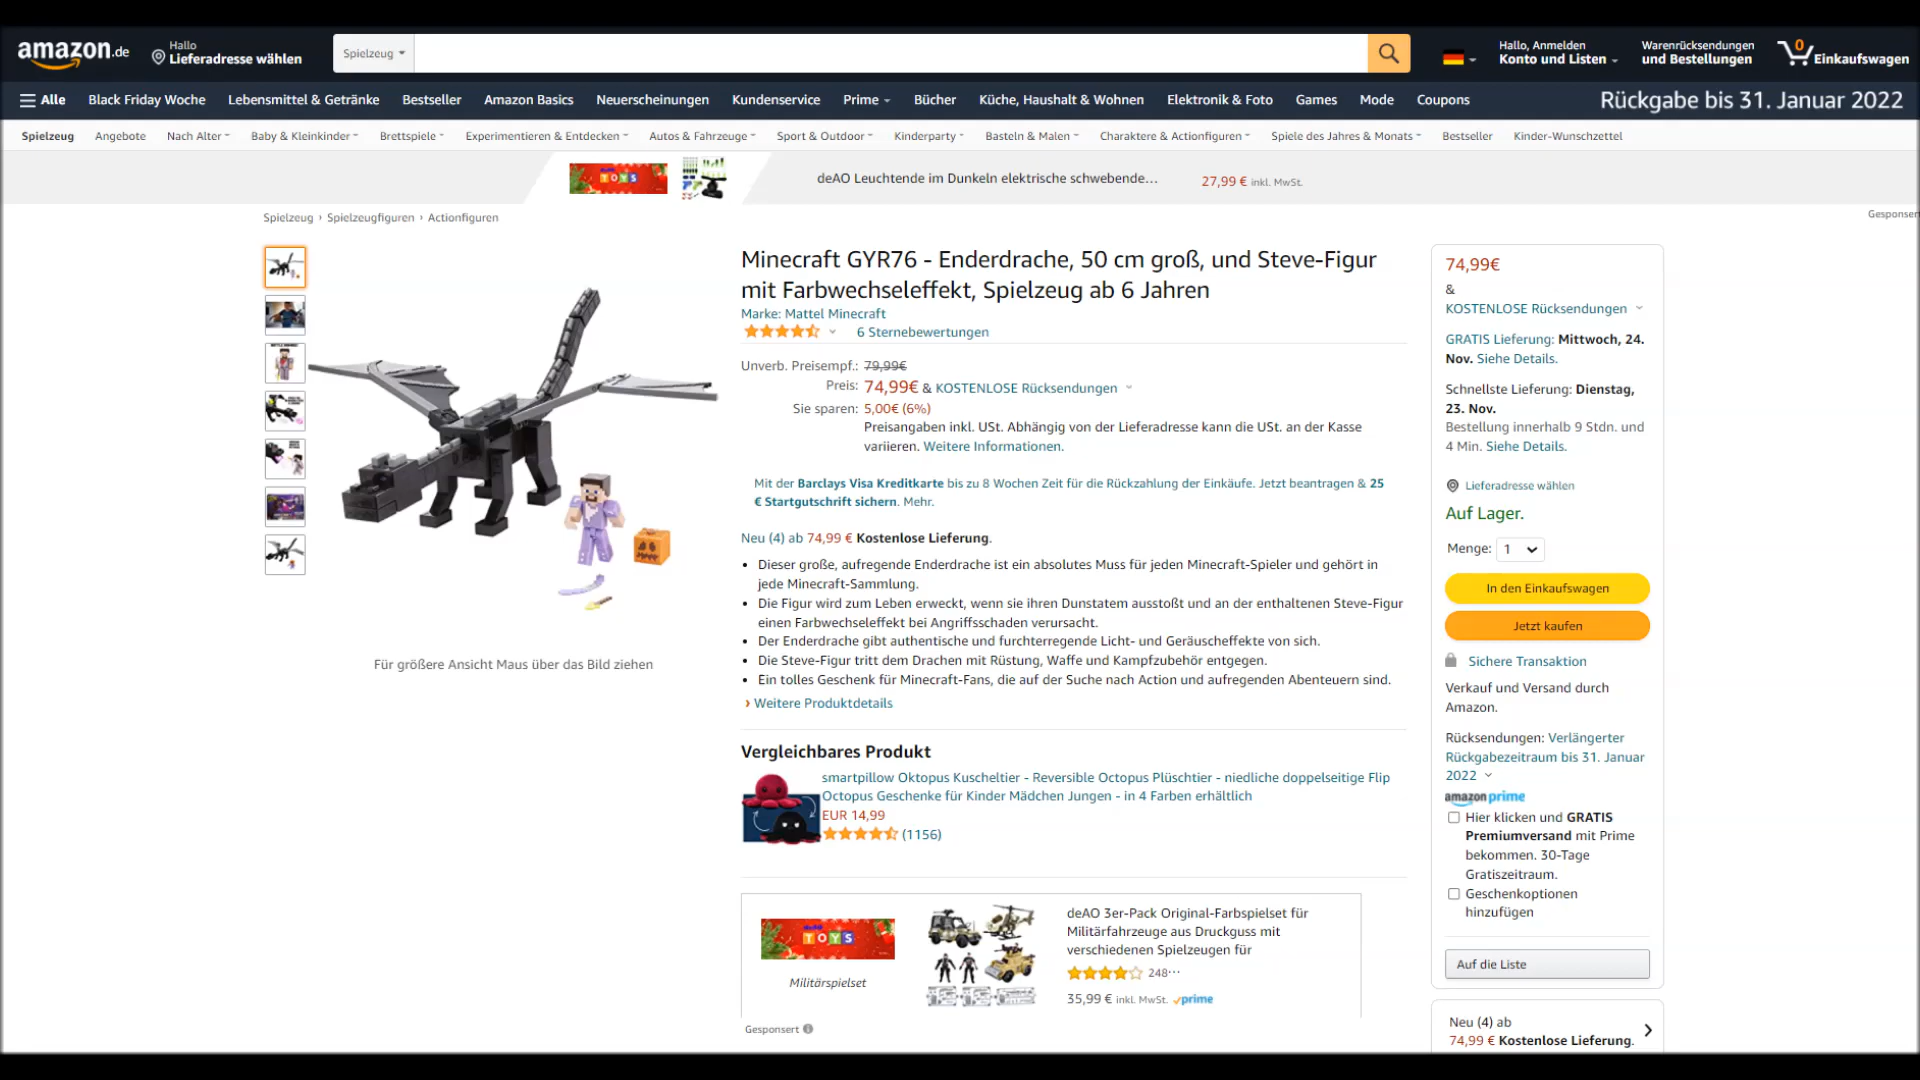 amazon.de
Hallo
Lieferadresse wählen
Spielzeug
Hallo, Anmelden
Konto und Listen
Warenrücksendungen
und Bestellungen
0
Einkaufswagen
Alle
Black Friday Woche
Lebensmittel & Getränke
Bestseller
Amazon Basics
Neuerscheinungen
Kundenservice
Prime
Bücher
Küche, Haushalt & Wohnen
Elektronik & Foto
Games
Mode
Coupons
Rückgabe bis 31. Januar 2022
Spielzeug
Angebote
Nach Alter
Baby & Kleinkinder
Brettspiele
Experimentieren & Entdecken
Autos & Fahrzeuge
Sport & Outdoor
Kinderparty
Basteln & Malen
Charaktere & Actionfiguren
Spiele des Jahres & Monats
Bestseller
Kinder-Wunschzettel
TOYS
deAO Leuchtende im Dunkeln elektrische schwebende…
27,99 € inkl. MwSt.
Gesponsert
Spielzeug › Spielzeugfiguren › Actionfiguren
Für größere Ansicht Maus über das Bild ziehen
Minecraft GYR76 - Enderdrache, 50 cm groß, und Steve-Figur
mit Farbwechseleffekt, Spielzeug ab 6 Jahren
Marke: Mattel Minecraft
6 Sternebewertungen
Unverb. Preisempf.: 79,99€
Preis: 74,99€ & KOSTENLOSE Rücksendungen
Sie sparen: 5,00€ (6%)
Preisangaben inkl. USt. Abhängig von der Lieferadresse kann die USt. an der Kasse
variieren. Weitere Informationen.
Mit der Barclays Visa Kreditkarte bis zu 8 Wochen Zeit für die Rückzahlung der Einkäufe. Jetzt beantragen & 25
€ Startgutschrift sichern. Mehr.
Neu (4) ab 74,99 € Kostenlose Lieferung.
• Dieser große, aufregende Enderdrache ist ein absolutes Muss für jeden Minecraft-Spieler und gehört in
jede Minecraft-Sammlung.
• Die Figur wird zum Leben erweckt, wenn sie ihren Dunstatem ausstoßt und an der enthaltenen Steve-Figur
einen Farbwechseleffekt bei Angriffsschaden verursacht.
• Der Enderdrache gibt authentische und furchterregende Licht- und Geräuscheffekte von sich.
• Die Steve-Figur tritt dem Drachen mit Rüstung, Waffe und Kampfzubehör entgegen.
• Ein tolles Geschenk für Minecraft-Fans, die auf der Suche nach Action und aufregenden Abenteuern sind.
› Weitere Produktdetails
Vergleichbares Produkt
smartpillow Oktopus Kuscheltier - Reversible Octopus Plüschtier - niedliche doppelseitige Flip
Octopus Geschenke für Kinder Mädchen Jungen - in 4 Farben erhältlich
EUR 14,99
(1156)
TOYS
Militärspielset
deAO 3er-Pack Original-Farbspielset für
Militärfahrzeuge aus Druckguss mit
verschiedenen Spielzeugen für
248…
35,99 € inkl. MwSt. prime
Gesponsert
74,99€
&
KOSTENLOSE Rücksendungen
GRATIS Lieferung: Mittwoch, 24.
Nov. Siehe Details.
Schnellste Lieferung: Dienstag,
23. Nov.
Bestellung innerhalb 9 Stdn. und
4 Min. Siehe Details.
Lieferadresse wählen
Auf Lager.
Menge: 1
In den Einkaufswagen
Jetzt kaufen
Sichere Transaktion
Verkauf und Versand durch
Amazon.
Rücksendungen: Verlängerter
Rückgabezeitraum bis 31. Januar
2022
amazon prime
Hier klicken und GRATIS
Premiumversand mit Prime
bekommen. 30-Tage
Gratiszeitraum.
Geschenkoptionen
hinzufügen
Auf die Liste
Neu (4) ab
74,99 € Kostenlose Lieferung.